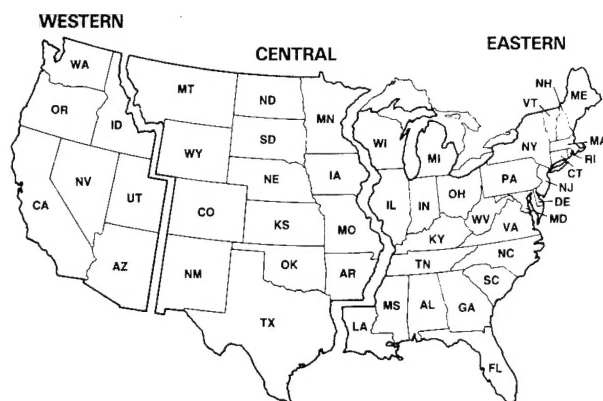 WESTERN
CENTRAL
EASTERN
WA
OR
ID
NV
UT
CA
AZ
MT
WY
CO
NM
ND
SD
NE
KS
OK
TX
MN
IA
MO
AR
LA
WI
MI
IL
IN
OH
KY
TN
MS
AL
GA
FL
SC
NC
VA
WV
PA
NY
VT
NH
ME
MA
RI
CT
NJ
DE
MD